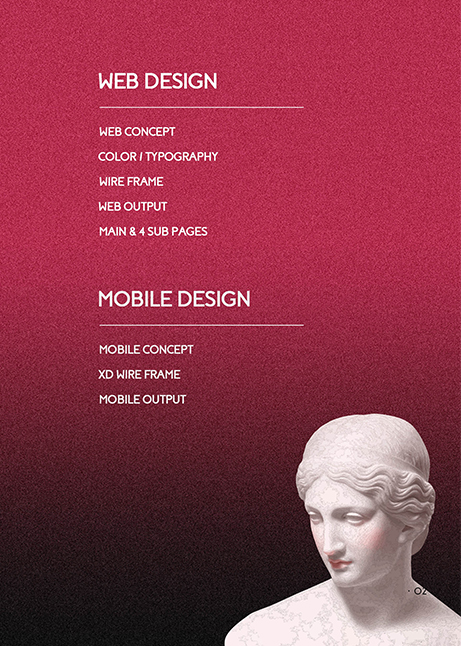 WEB DESIGN
WEB CONCEPT
COLOR / TYPOGRAPHY
WIRE FRAME
WEB OUTPUT
MAIN & 4 SUB PAGES
MOBILE DESIGN
MOBILE CONCEPT
XD WIRE FRAME
MOBILE OUTPUT
· 02